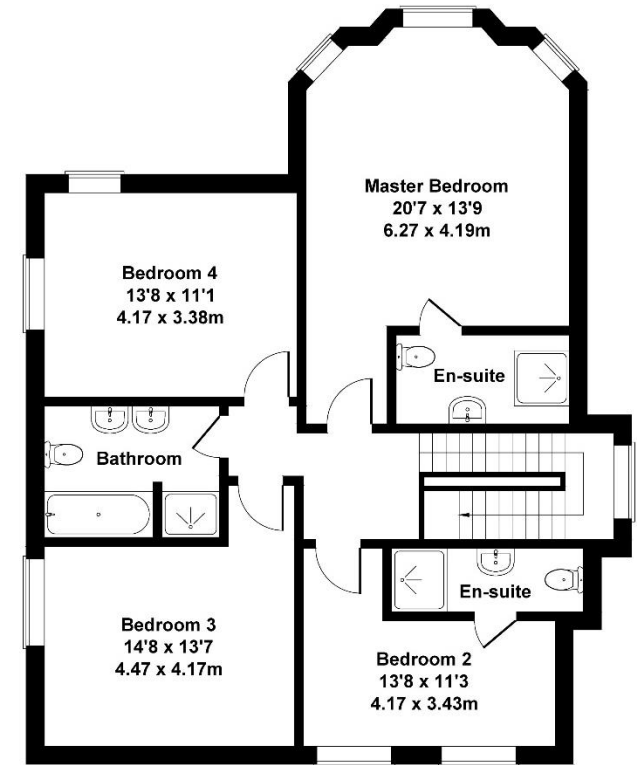 Master Bedroom
20'7 x 13'9
6.27 x 4.19m
Bedroom 4
13'8 x 11'1
4.17 x 3.38m
En-suite
Bathroom
En-suite
Bedroom 3
14'8 x 13'7
4.47 x 4.17m
Bedroom 2
13'8 x 11'3
4.17 x 3.43m